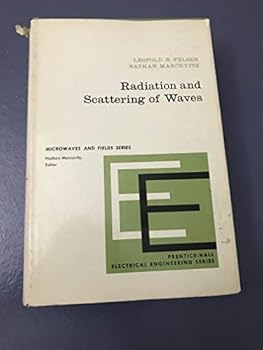 LEOPOLD B FELSEN
NATHAN MARCUVITZ
Radiation and
Scattering of Waves
MICROWAVES AND FIELDS SERIES
Nathan Marcuvitz,
Editor
E
E
PRENTICE-HALL
ELECTRICAL ENGINEERING SERIES